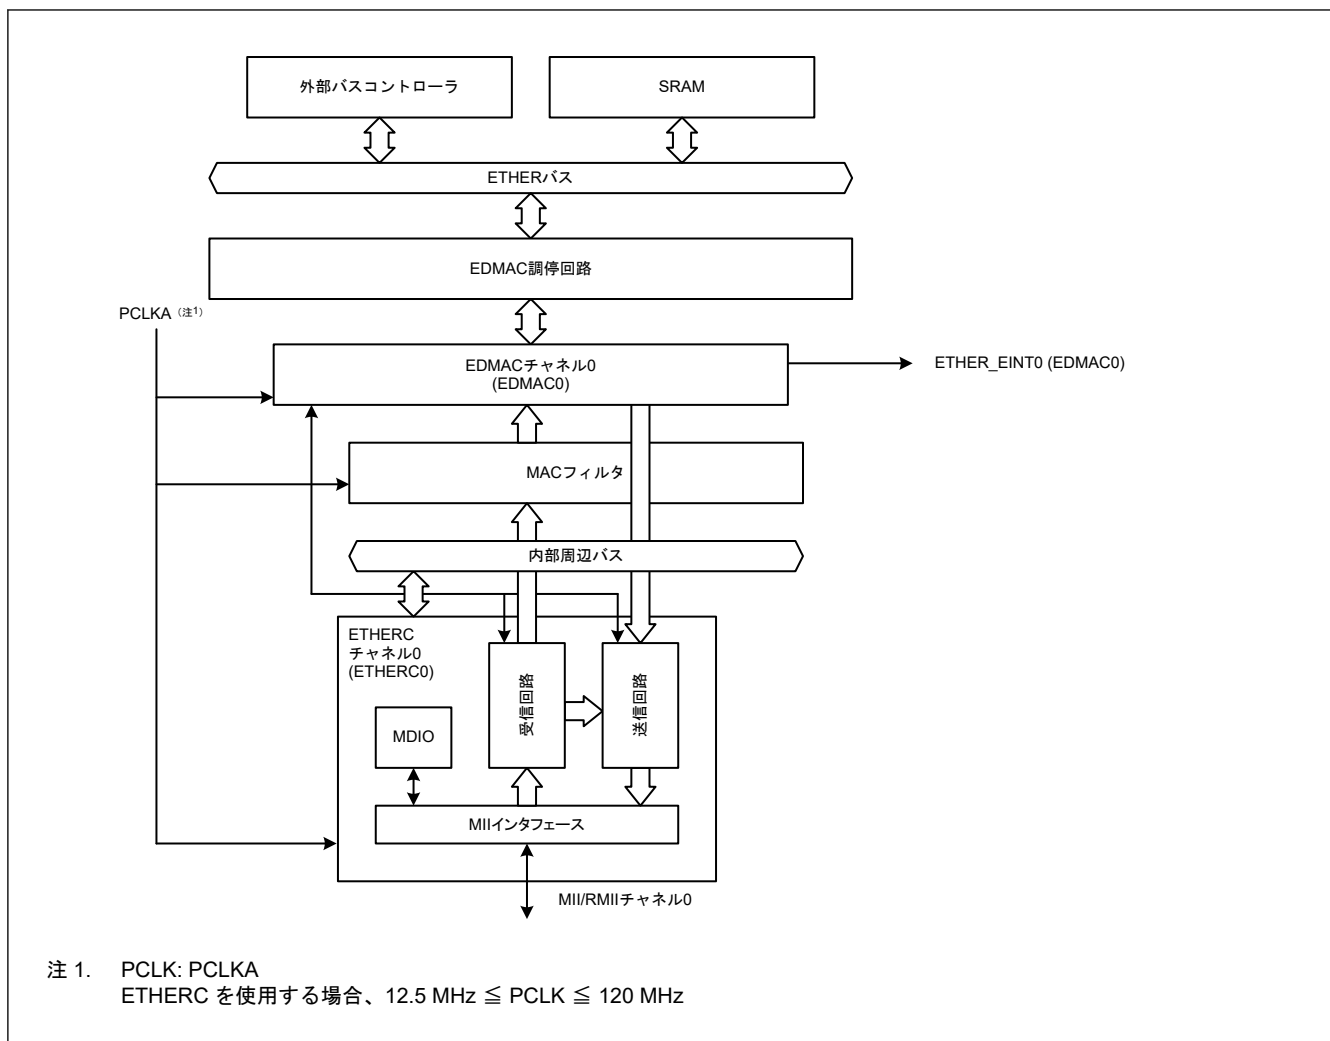 外部バスコントローラ
SRAM
ETHERバス
EDMAC調停回路
PCLKA（注1）
EDMACチャネル0
(EDMAC0)
ETHER_EINT0 (EDMAC0)
MACフィルタ
内部周辺バス
ETHERC
チャネル0
(ETHERC0)
受信回路
送信回路
MDIO
MIIインタフェース
MII/RMIIチャネル0
注 1. PCLK: PCLKA
ETHERC を使用する場合、12.5 MHz ≦ PCLK ≦ 120 MHz